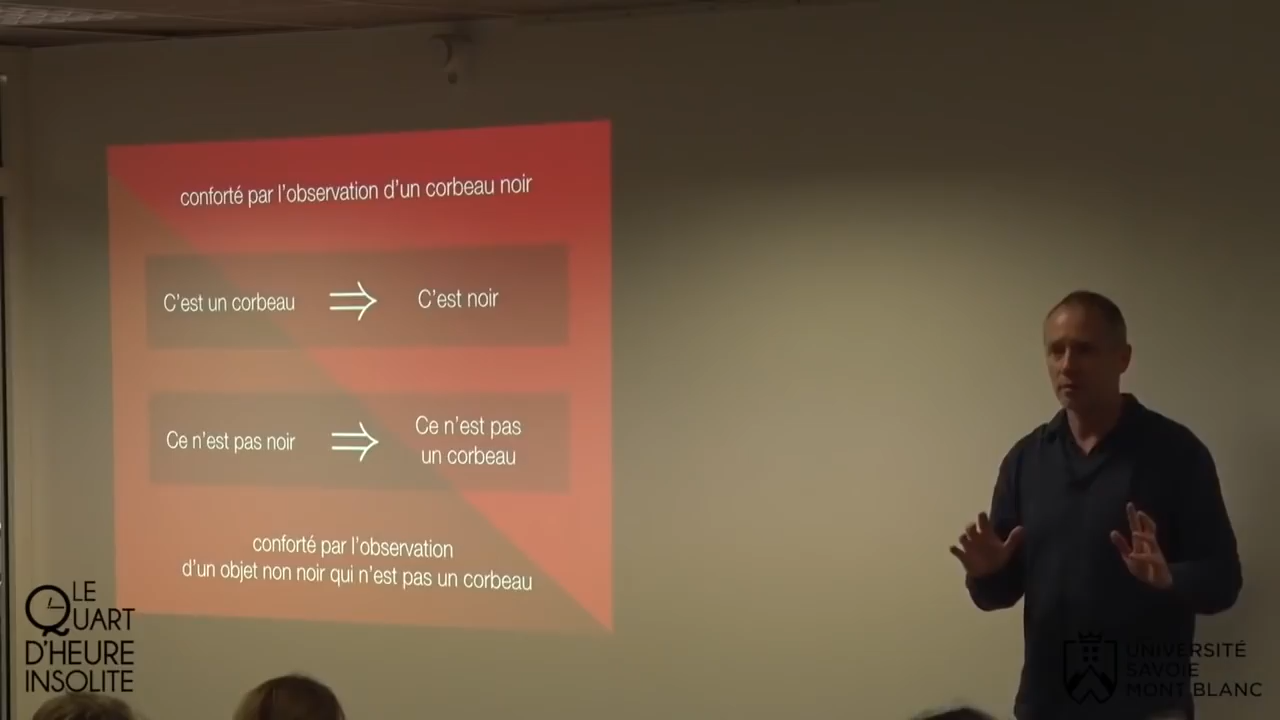 conforté par l'observation d'un corbeau noir
C'est un corbeau ⇒ C'est noir
Ce n'est pas noir ⇒ Ce n'est pas
un corbeau
conforté par l'observation
d'un objet non noir qui n'est pas un corbeau
LE
QUART
D'HEURE
INSOLITE
UNIVERSITÉ
SAVOIE
MONT BLANC